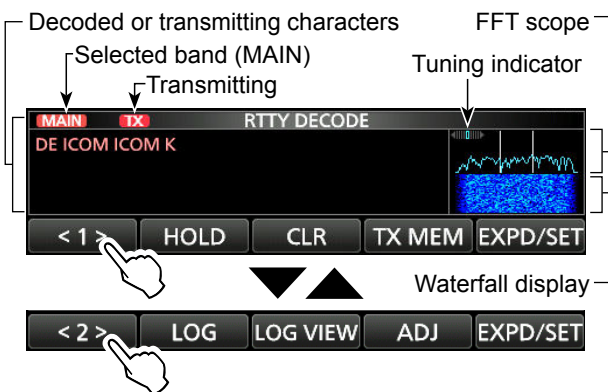 Decoded or transmitting characters
FFT scope
Selected band (MAIN)
Tuning indicator
Transmitting
MAIN TX RTTY DECODE
DE ICOM ICOM K
< 1 > HOLD CLR TX MEM EXPD/SET
Waterfall display
< 2 > LOG LOG VIEW ADJ EXPD/SET